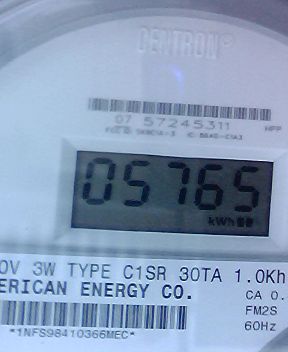 CENTRON®
07 57245311
05765
kWh
0V 3W TYPE C1SR 30TA 1.0Kh
ERICAN ENERGY CO.
CA 0.
FM2S
60Hz
*1NFS98410366MEC*